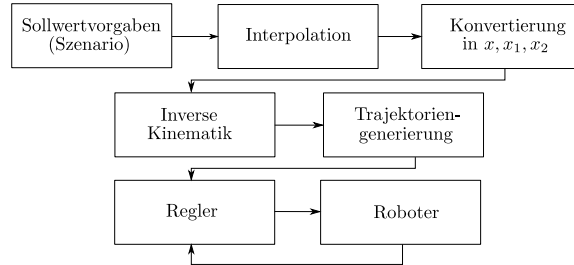 Sollwertvorgaben
(Szenario)
Interpolation
Konvertierung
in x, x₁, x₂
Inverse
Kinematik
Trajektorien-
generierung
Regler
Roboter